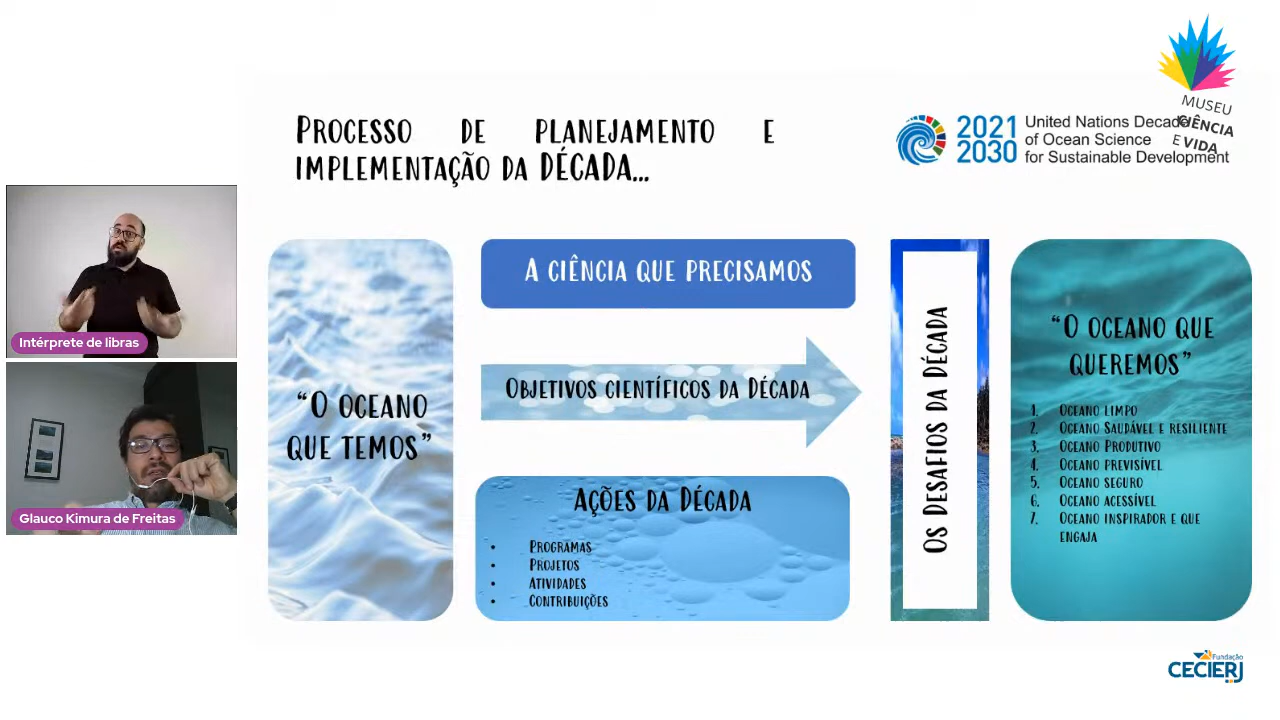 PROCESSO DE PLANEJAMENTO E
IMPLEMENTAÇÃO DA DÉCADA...
2021
2030
United Nations Decade
of Ocean Science
for Sustainable Development
MUSEU
CIÊNCIA
E VIDA
Intérprete de libras
Glauco Kimura de Freitas
“O OCEANO
QUE TEMOS”
A CIÊNCIA QUE PRECISAMOS
OBJETIVOS CIENTÍFICOS DA DÉCADA
AÇÕES DA DÉCADA
• PROGRAMAS
• PROJETOS
• ATIVIDADES
• CONTRIBUIÇÕES
OS DESAFIOS DA DÉCADA
“O OCEANO QUE
QUEREMOS”
1. OCEANO LIMPO
2. OCEANO SAUDÁVEL E RESILIENTE
3. OCEANO PRODUTIVO
4. OCEANO PREVISÍVEL
5. OCEANO SEGURO
6. OCEANO ACESSÍVEL
7. OCEANO INSPIRADOR E QUE
ENGAJA
Fundação
CECIERJ